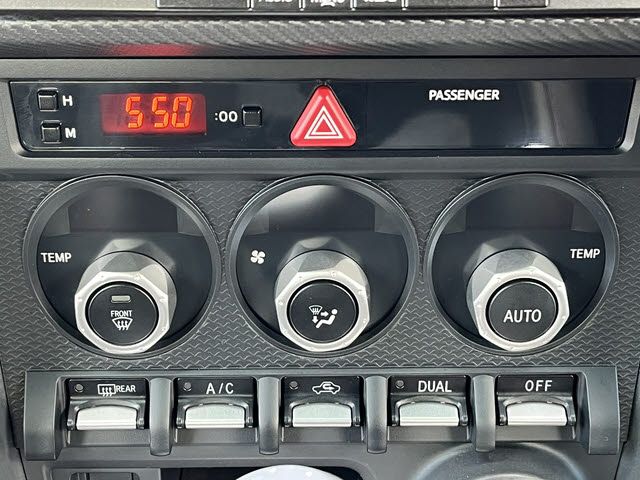 PASSENGER
H
5:50
:00
M
TEMP
TEMP
FRONT
AUTO
REAR
A/C
DUAL
OFF